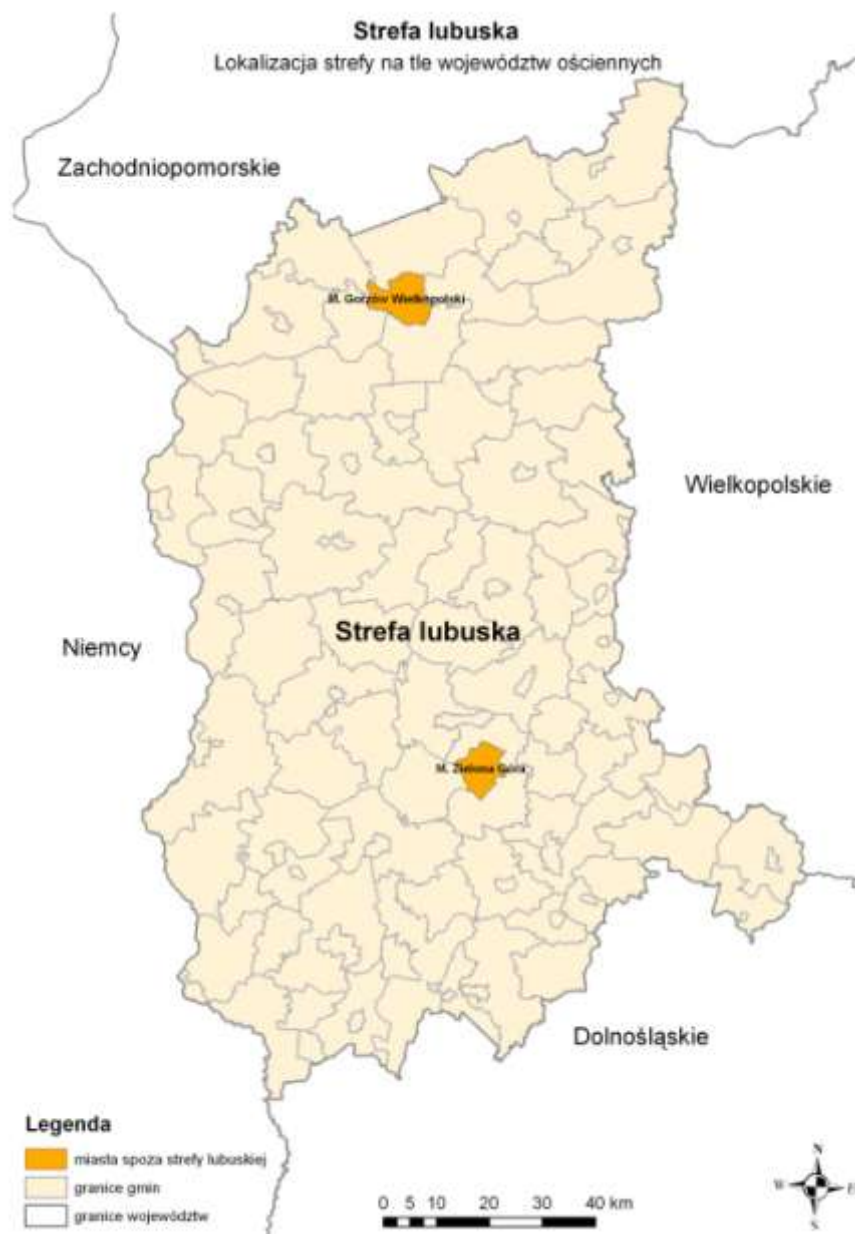 Strefa lubuska
Lokalizacja strefy na tle województw ościennych
Zachodniopomorskie
M. Gorzów Wielkopolski
Wielkopolskie
Strefa lubuska
Niemcy
M. Zielona Góra
Dolnośląskie
Legenda
miasta spoza strefy lubuskiej
granice gmin
granice województw
0 5 10 20 30 40 km
N
W E
S